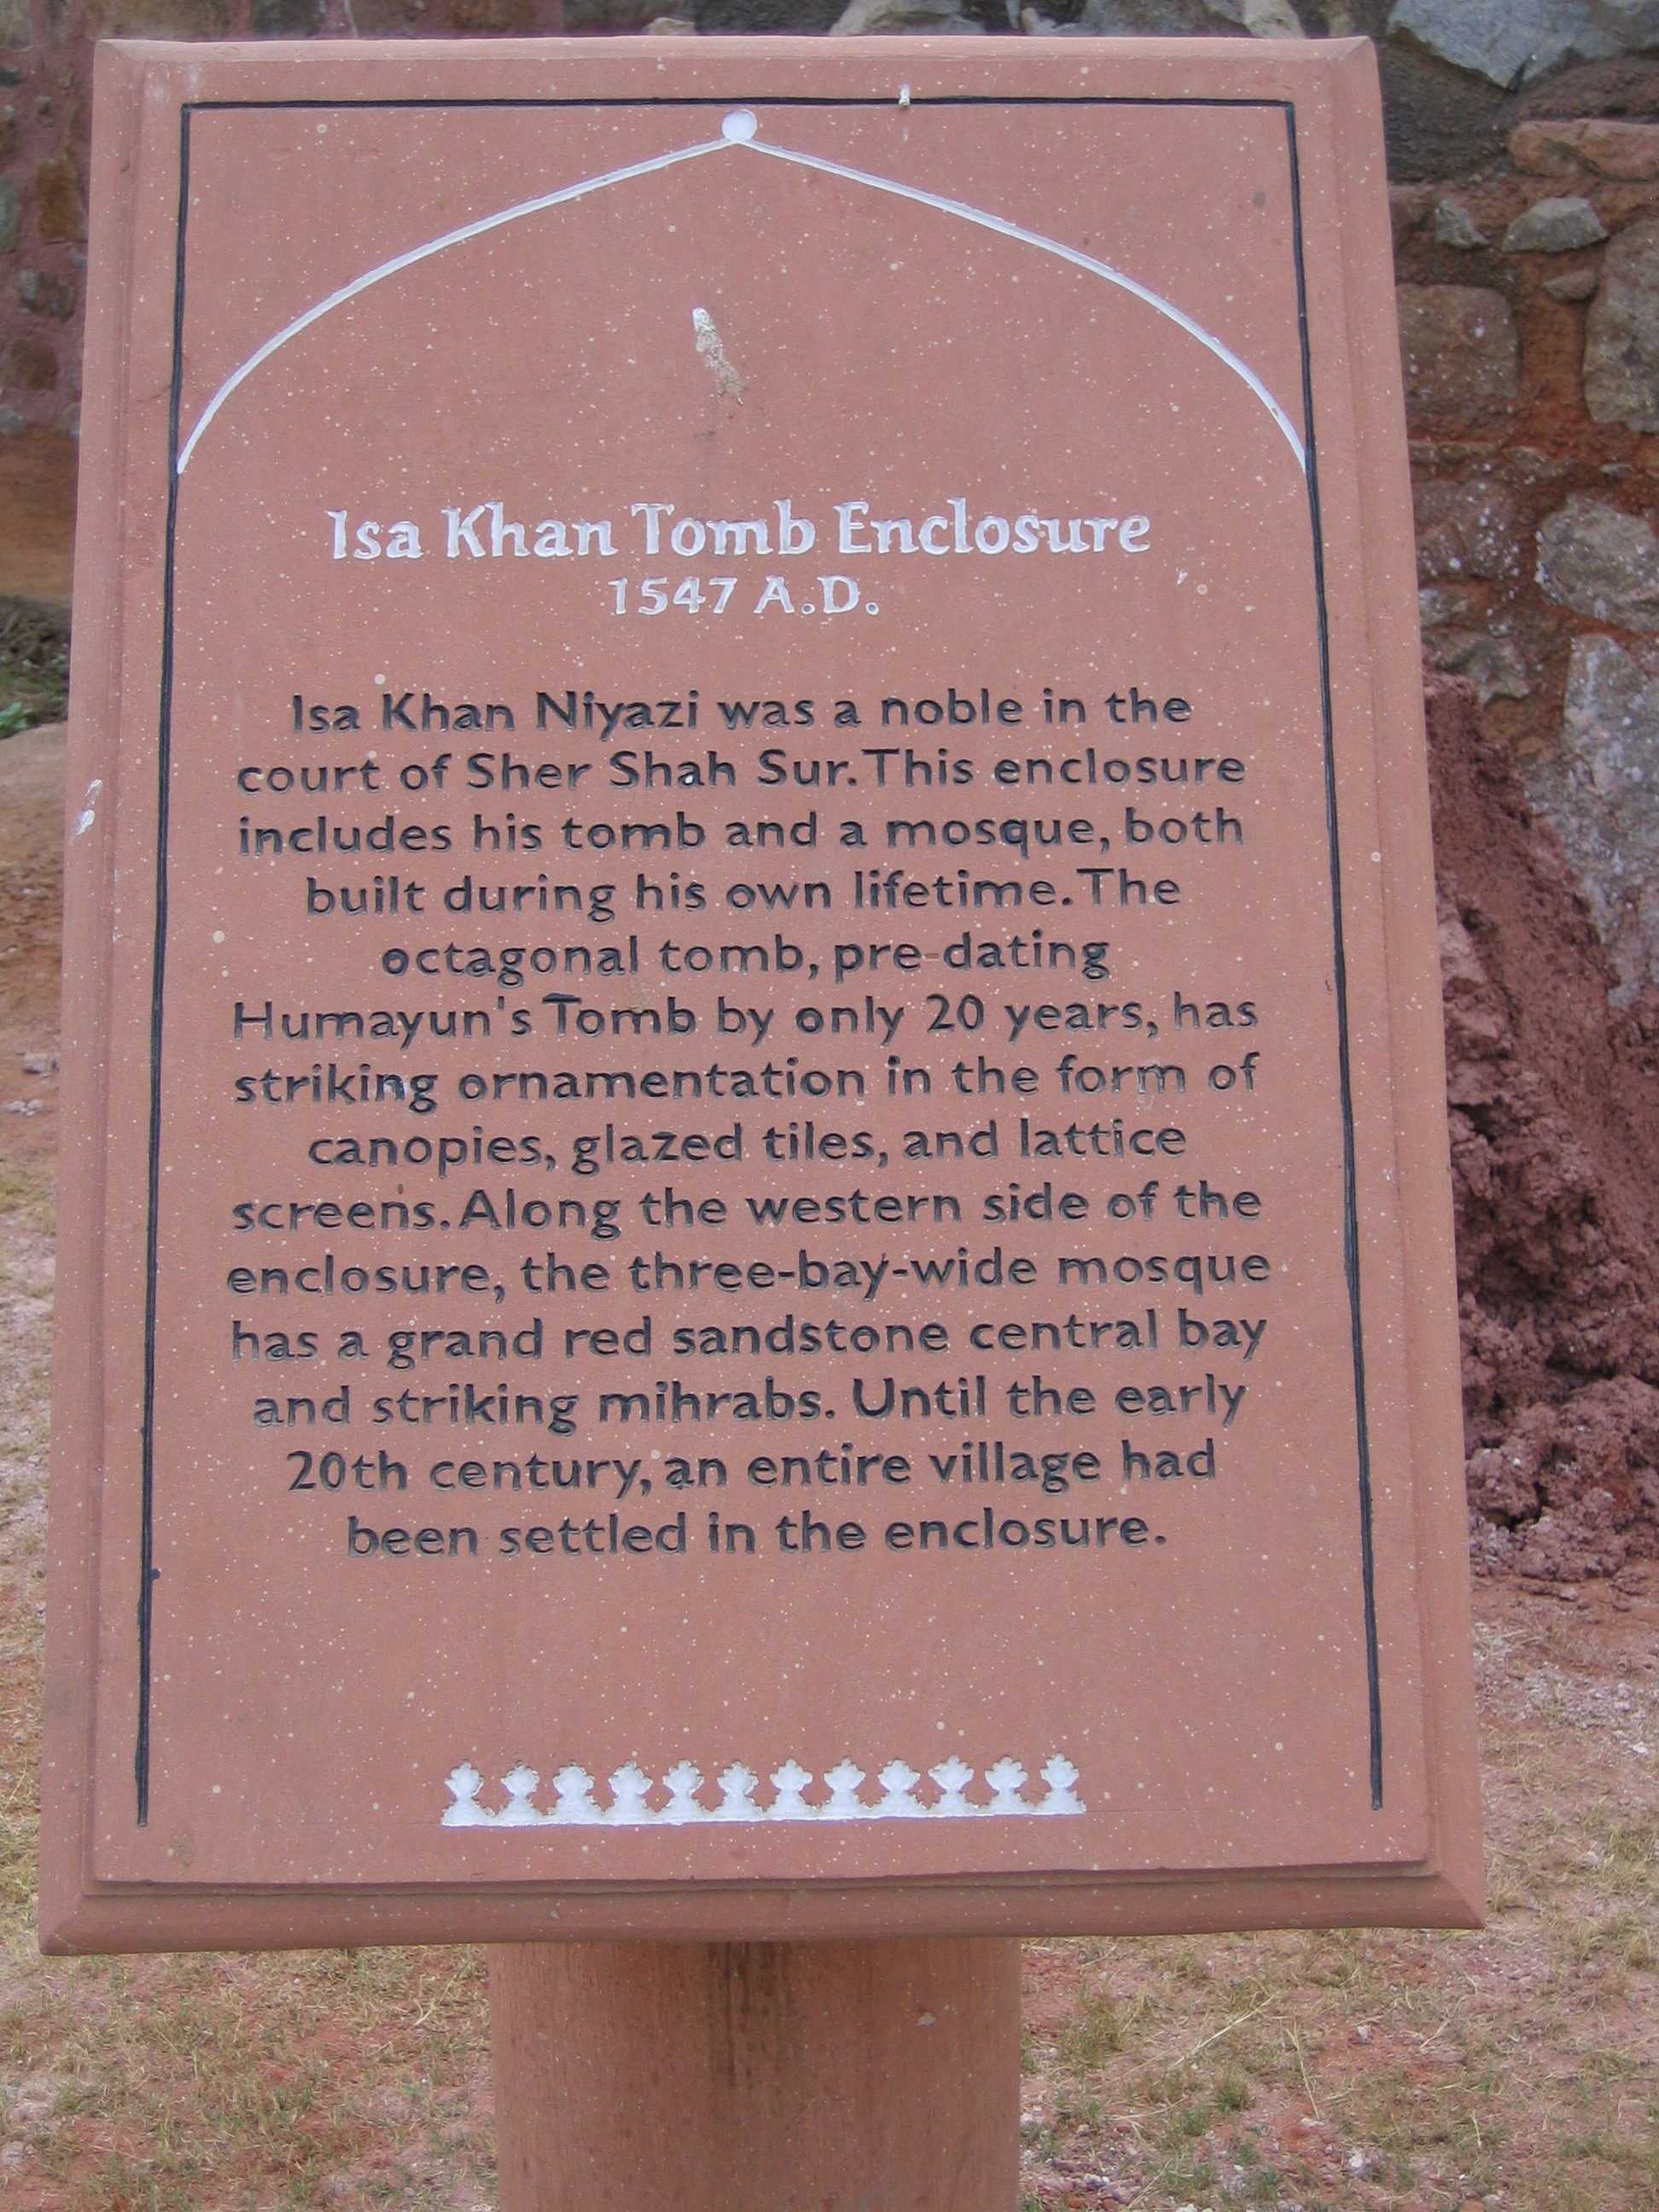 Isa Khan Tomb Enclosure
1547 A.D.
Isa Khan Niyazi was a noble in the
court of Sher Shah Sur. This enclosure
includes his tomb and a mosque, both
built during his own lifetime. The
octagonal tomb, pre-dating
Humayun's Tomb by only 20 years, has
striking ornamentation in the form of
canopies, glazed tiles, and lattice
screens. Along the western side of the
enclosure, the three-bay-wide mosque
has a grand red sandstone central bay
and striking mihrabs. Until the early
20th century, an entire village had
been settled in the enclosure.